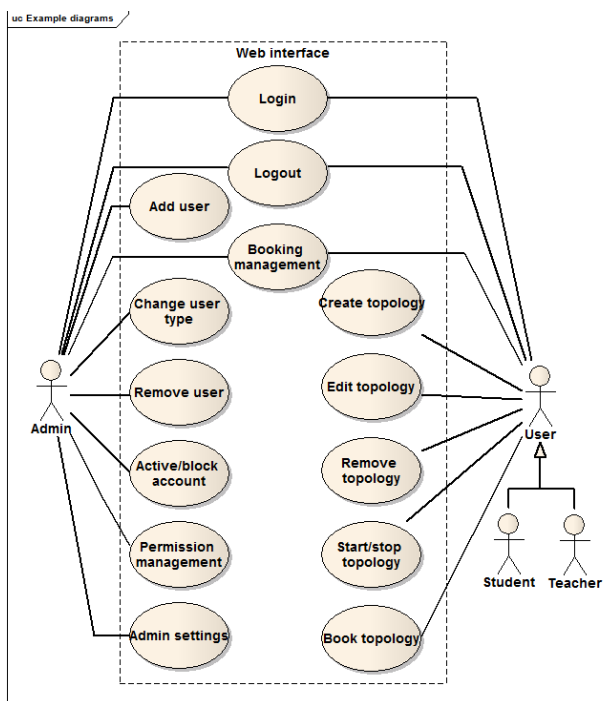 uc Example diagrams
Web interface
Login
Logout
Add user
Booking
management
Change user
type
Create topology
Remove user
Edit topology
Admin
User
Active/block
account
Remove
topology
Permission
management
Start/stop
topology
Student
Teacher
Admin settings
Book topology